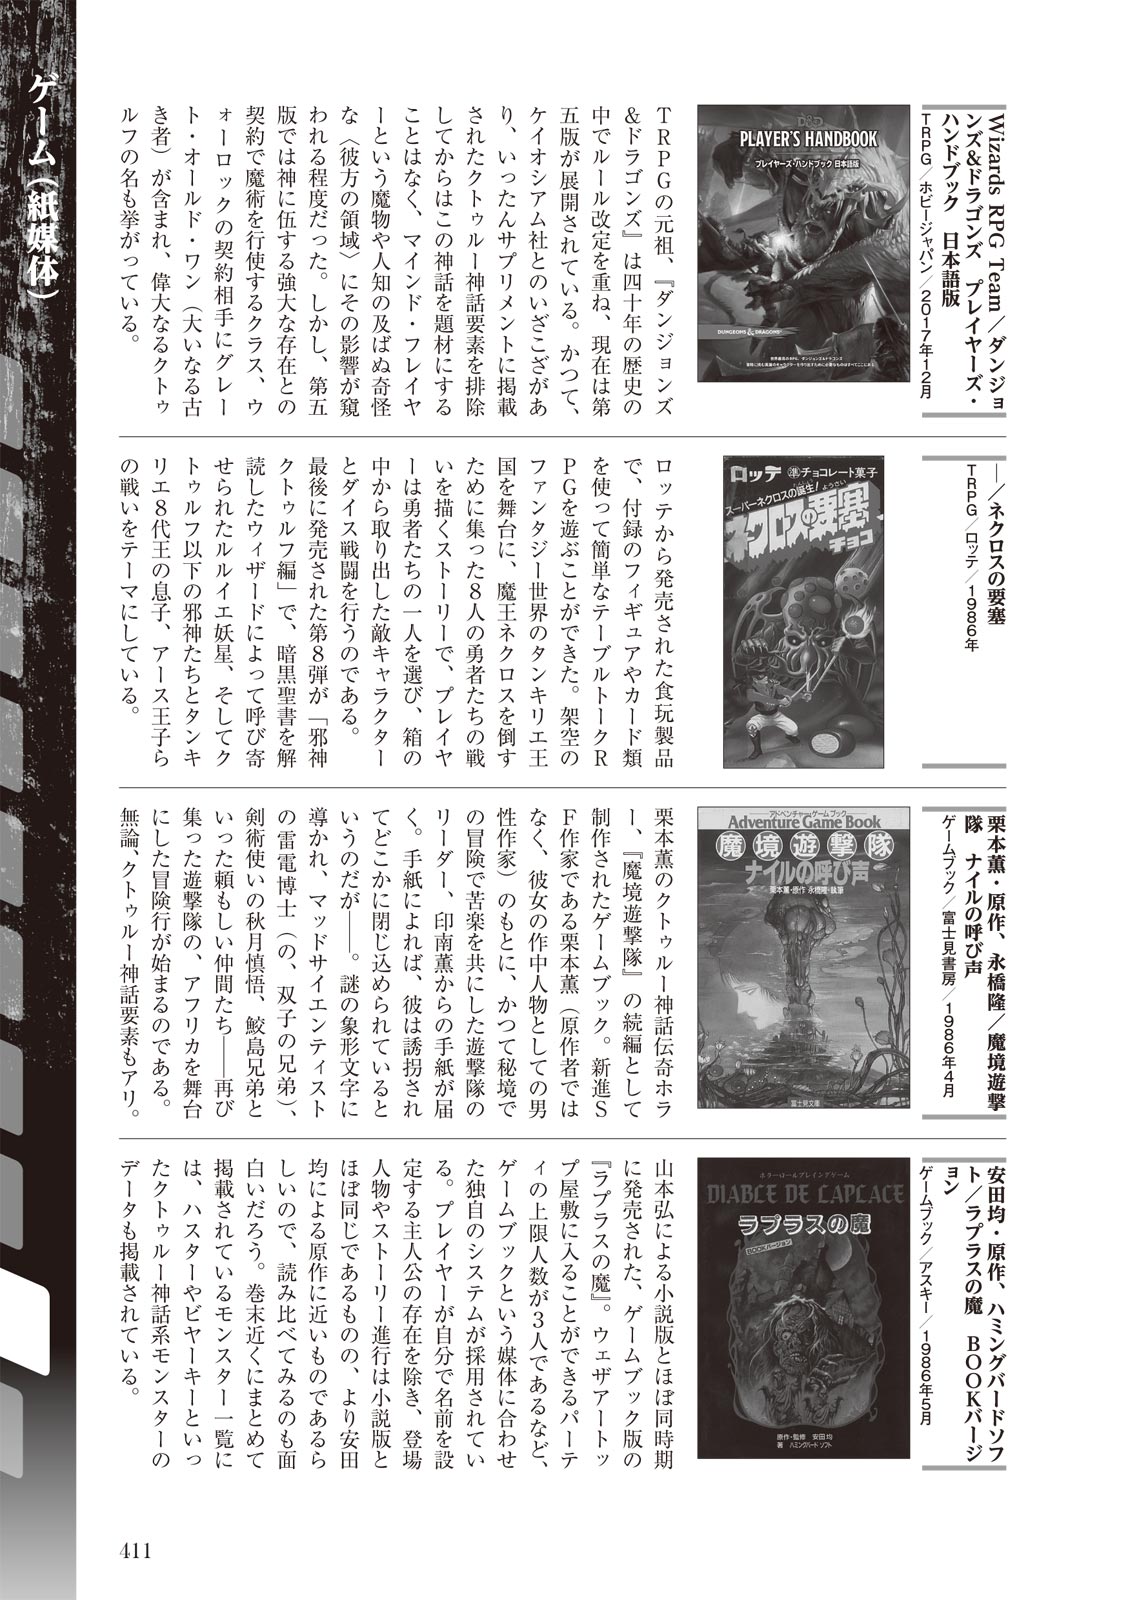 ゲーム（紙媒体）
Wizards RPG Team／ダンジョ
ンズ&ドラゴンズ　プレイヤーズ・
ハンドブック　日本語版
TRPG／ホビージャパン／2017年12月
D&D
PLAYER'S HANDBOOK
プレイヤーズ・ハンドブック 日本語版
DUNGEONS & DRAGONS
TRPGの元祖、『ダンジョンズ
&ドラゴンズ』は四十年の歴史の
中でルール改定を重ね、現在は第
五版が展開されている。かつて、
ケイオシアム社とのいざこざがあ
り、いったんサプリメントに掲載
されたクトゥルー神話要素を排除
してからはこの神話を題材にする
ことはなく、マインド・フレイヤ
ーという魔物や人知の及ばぬ奇怪
な〈彼方の領域〉にその影響が窺
われる程度だった。しかし、第五
版では神に伍する強大な存在との
契約で魔術を行使するクラス、ウ
ォーロックの契約相手にグレー
ト・オールド・ワン（大いなる古
き者）が含まれ、偉大なるクトゥ
ルフの名も挙がっている。
―／ネクロスの要塞
TRPG／ロッテ／1986年
ロッテ 準チョコレート菓子
スーパーネクロスの誕生！
ようさい
ネクロスの要塞
チョコ
ロッテから発売された食玩製品
で、付録のフィギュアやカード類
を使って簡単なテーブルトークR
PGを遊ぶことができた。架空の
ファンタジー世界のタンキリエ王
国を舞台に、魔王ネクロスを倒す
ために集った8人の勇者たちの戦
いを描くストーリーで、プレイヤ
ーは勇者たちの一人を選び、箱の
中から取り出した敵キャラクター
とダイス戦闘を行うのである。
最後に発売された第8弾が「邪神
クトゥルフ編」で、暗黒聖書を解
読したウィザードによって呼び寄
せられたルルイエ妖星、そしてク
トゥルフ以下の邪神たちとタンキ
リエ8代王の息子、アース王子ら
の戦いをテーマにしている。
栗本薫・原作、永橋隆／魔境遊撃
隊　ナイルの呼び声
ゲームブック／富士見書房／1986年4月
アドベンチャーゲームブック
Adventure Game Book
魔境遊撃隊
ナイルの呼び声
栗本薫・原作 永橋隆・執筆
富士見文庫
栗本薫のクトゥルー神話伝奇ホラ
ー、『魔境遊撃隊』の続編として
制作されたゲームブック。新進S
F作家である栗本薫（原作者では
なく、彼女の作中人物としての男
性作家）のもとに、かつて秘境で
の冒険で苦楽を共にした遊撃隊の
リーダー、印南薫からの手紙が届
く。手紙によれば、彼は誘拐され
てどこかに閉じ込められていると
いうのだが――。謎の象形文字に
導かれ、マッドサイエンティスト
の雷電博士（の、双子の兄弟）、
剣術使いの秋月慎悟、鮫島兄弟と
いった頼もしい仲間たち――再び
集った遊撃隊の、アフリカを舞台
にした冒険行が始まるのである。
無論、クトゥルー神話要素もアリ。
安田均・原作、ハミングバードソフ
ト／ラプラスの魔　BOOKバージ
ョン
ゲームブック／アスキー／1986年5月
ホラーロールプレイングゲーム
DIABLE DE LAPLACE
ラプラスの魔
BOOKバージョン
原作・監修　安田均
著　ハミングバード ソフト
山本弘による小説版とほぼ同時期
に発売された、ゲームブック版の
『ラプラスの魔』。ウェザアートッ
プ屋敷に入ることができるパーテ
ィの上限人数が3人であるなど、
ゲームブックという媒体に合わせ
た独自のシステムが採用されてい
る。プレイヤーが自分で名前を設
定する主人公の存在を除き、登場
人物やストーリー進行は小説版と
ほぼ同じであるものの、より安田
均による原作に近いものであるら
しいので、読み比べてみるのも面
白いだろう。巻末近くにまとめて
掲載されているモンスター一覧に
は、ハスターやビヤーキーといっ
たクトゥルー神話系モンスターの
データも掲載されている。
411